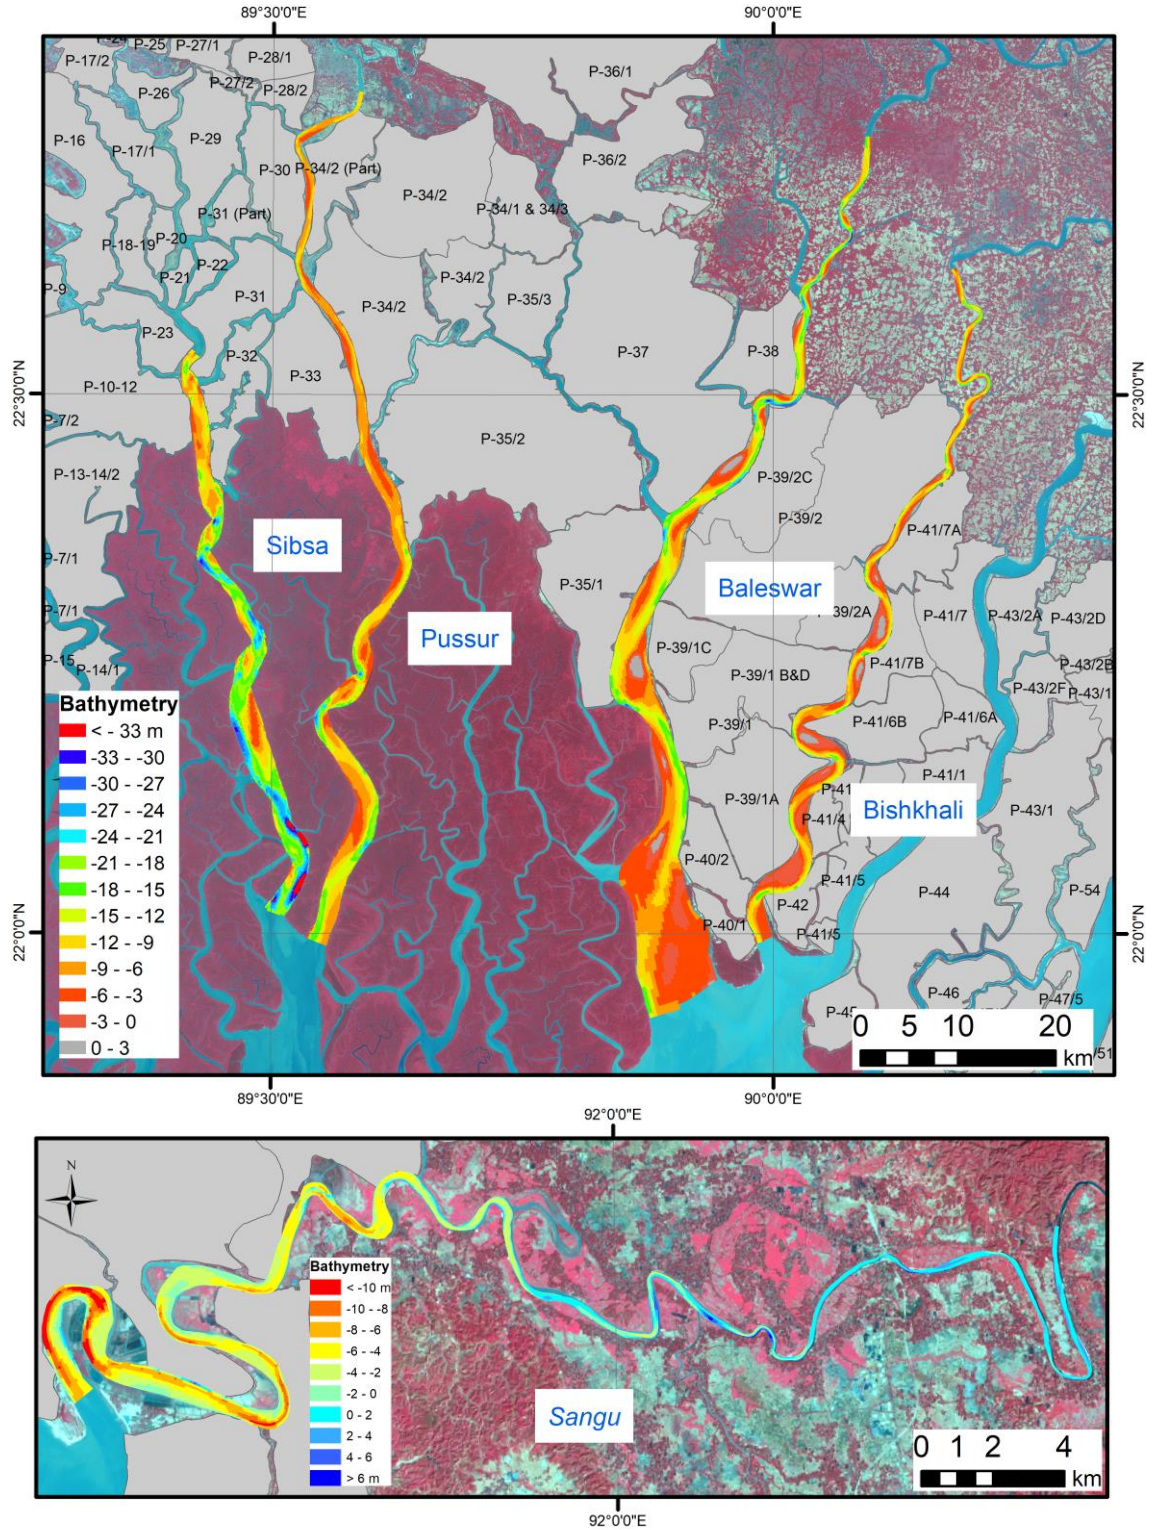 89°30'0"E 90°0'0"E
P-24 P-25 P-27/1
P-17/2 P-28/1 P-36/1
P-27/2
P-26 P-28/2
P-16 P-29
P-17/1 P-36/2
P-30 P-34/2 (Part)
P-34/2
P-31 (Part) P-34/1 & 34/3
P-18-19 P-20
P-22
P-21 P-34/2
P-9 P-31 P-35/3
P-34/2
P-23
P-32 P-37 P-38
P-33
P-10-12
22°30'0"N 22°30'0"N
P-7/2
P-35/2
P-13-14/2 P-39/2C
P-39/2
P-41/7A
Sibsa
P-7/1 P-35/1 Baleswar
P-7/1 P-39/2A P-41/7 P-43/2A P-43/2D
Pussur
P-39/1C
P-15 P-14/1 P-41/7B P-43/2B
P-39/1 B&D
P-43/2F P-43/1
Bathymetry
P-39/1 P-41/6B P-41/6A
< - 33 m
-33 - -30
-30 - -27 P-41/1
-27 - -24 P-39/1A P-41 Bishkhali P-43/1
P-41/4
-24 - -21
-21 - -18 P-40/2
-18 - -15 P-41/5 P-44 P-54
-15 - -12 P-42
-12 - -9 P-40/1 P-41/5
22°0'0"N 22°0'0"N
-9 - -6
-6 - -3 P-46 P-47/5
-3 - 0 P-45
0 - 3
0 5 10 20
km
/51
89°30'0"E 90°0'0"E
92°0'0"E
N
Bathymetry
< -10 m
-10 - -8
-8 - -6
-6 - -4
-4 - -2
-2 - 0
0 - 2
2 - 4
4 - 6
> 6 m
Sangu
0 1 2 4
km
92°0'0"E